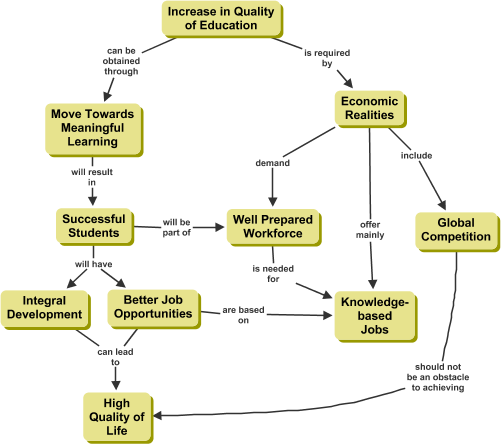 Increase in Quality
of Education
can be
obtained
through
is required
by
Economic
Realities
Move Towards
Meaningful
Learning
demand
include
will result
in
Successful
Students
will be
part of
Well Prepared
Workforce
offer
mainly
Global
Competition
will have
is needed
for
Integral
Development
Better Job
Opportunities
are based
on
Knowledge-
based
Jobs
can lead
to
should not
be an obstacle
to achieving
High
Quality of
Life